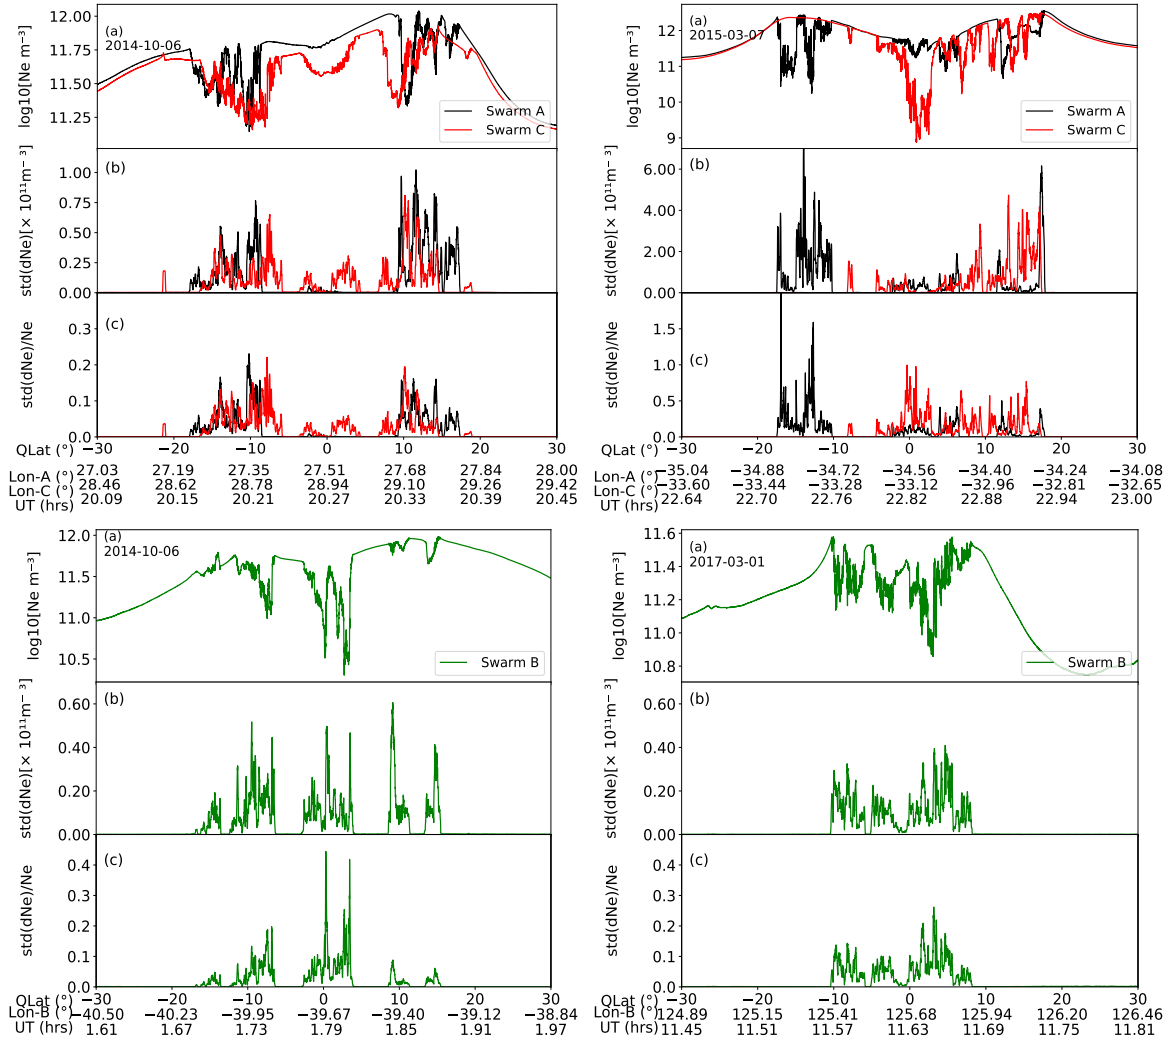 12.00
11.75
11.50
11.25
log10[Ne m⁻³]
(a)
2014-10-06
Swarm A
Swarm C
1.00
0.75
0.50
0.25
0.00
std(dNe)[× 10¹¹m⁻³]
(b)
0.3
0.2
0.1
0.0
std(dNe)/Ne
(c)
−30 −20 −10 0 10 20 30
QLat (°)
Lon-A (°) 27.03 27.19 27.35 27.51 27.68 27.84 28.00
Lon-C (°) 28.46 28.62 28.78 28.94 29.10 29.26 29.42
UT (hrs) 20.09 20.15 20.21 20.27 20.33 20.39 20.45
12
11
10
9
log10[Ne m⁻³]
(a)
2015-03-07
Swarm A
Swarm C
6.00
4.00
2.00
0.00
std(dNe)[× 10¹¹m⁻³]
(b)
1.5
1.0
0.5
0.0
std(dNe)/Ne
(c)
−30 −20 −10 0 10 20 30
QLat (°)
Lon-A (°) −35.04 −34.88 −34.72 −34.56 −34.40 −34.24 −34.08
Lon-C (°) −33.60 −33.44 −33.28 −33.12 −32.96 −32.81 −32.65
UT (hrs) 22.64 22.70 22.76 22.82 22.88 22.94 23.00
12.0
11.5
11.0
10.5
log10[Ne m⁻³]
(a)
2014-10-06
Swarm B
0.60
0.40
0.20
0.00
std(dNe)[× 10¹¹m⁻³]
(b)
0.4
0.3
0.2
0.1
0.0
std(dNe)/Ne
(c)
−30 −20 −10 0 10 20 30
QLat (°)
Lon-B (°) −40.50 −40.23 −39.95 −39.67 −39.40 −39.12 −38.84
UT (hrs) 1.61 1.67 1.73 1.79 1.85 1.91 1.97
11.6
11.4
11.2
11.0
10.8
log10[Ne m⁻³]
(a)
2017-03-01
Swarm B
0.60
0.40
0.20
0.00
std(dNe)[× 10¹¹m⁻³]
(b)
0.4
0.3
0.2
0.1
0.0
std(dNe)/Ne
(c)
−30 −20 −10 0 10 20 30
QLat (°)
Lon-B (°) 124.89 125.15 125.41 125.68 125.94 126.20 126.46
UT (hrs) 11.45 11.51 11.57 11.63 11.69 11.75 11.81